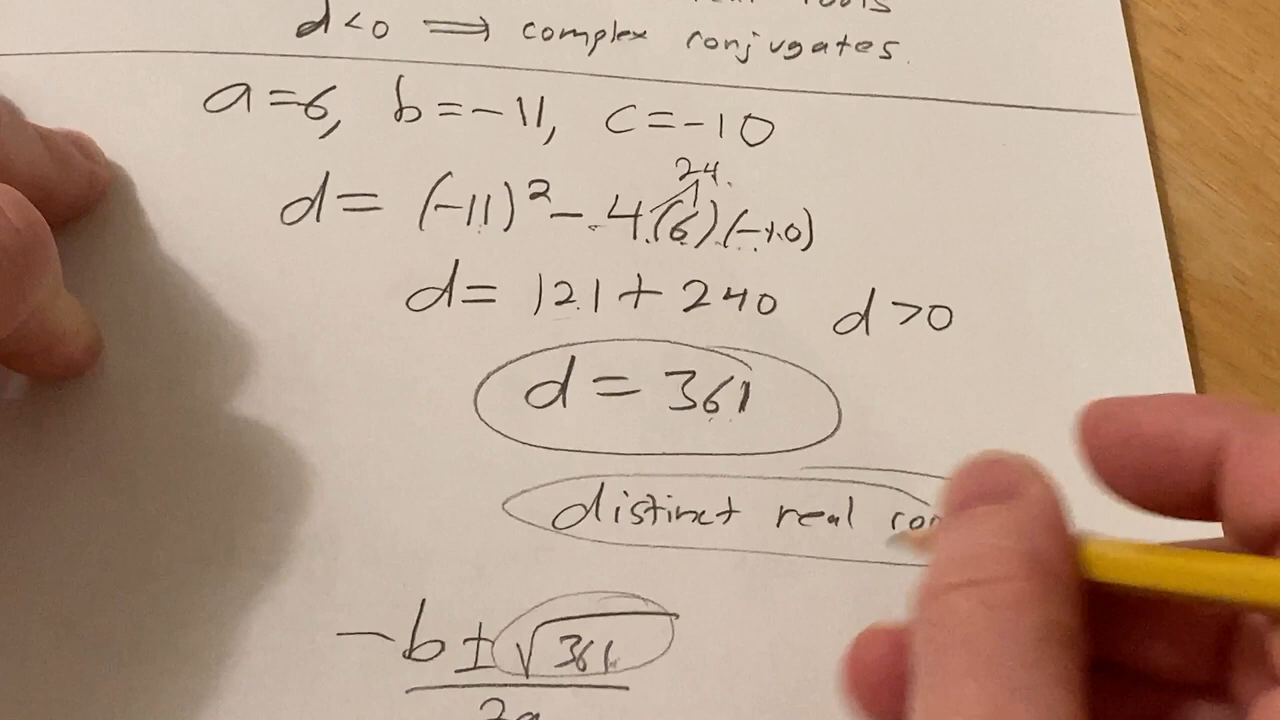 d<0 ⟹ complex conjugates.
a=6, b=-11, c=-10
24.
d= (-11)² - 4(6)(-10)
d= 121 + 240 d>0
d = 361
distinct real
-b ± √361
2a